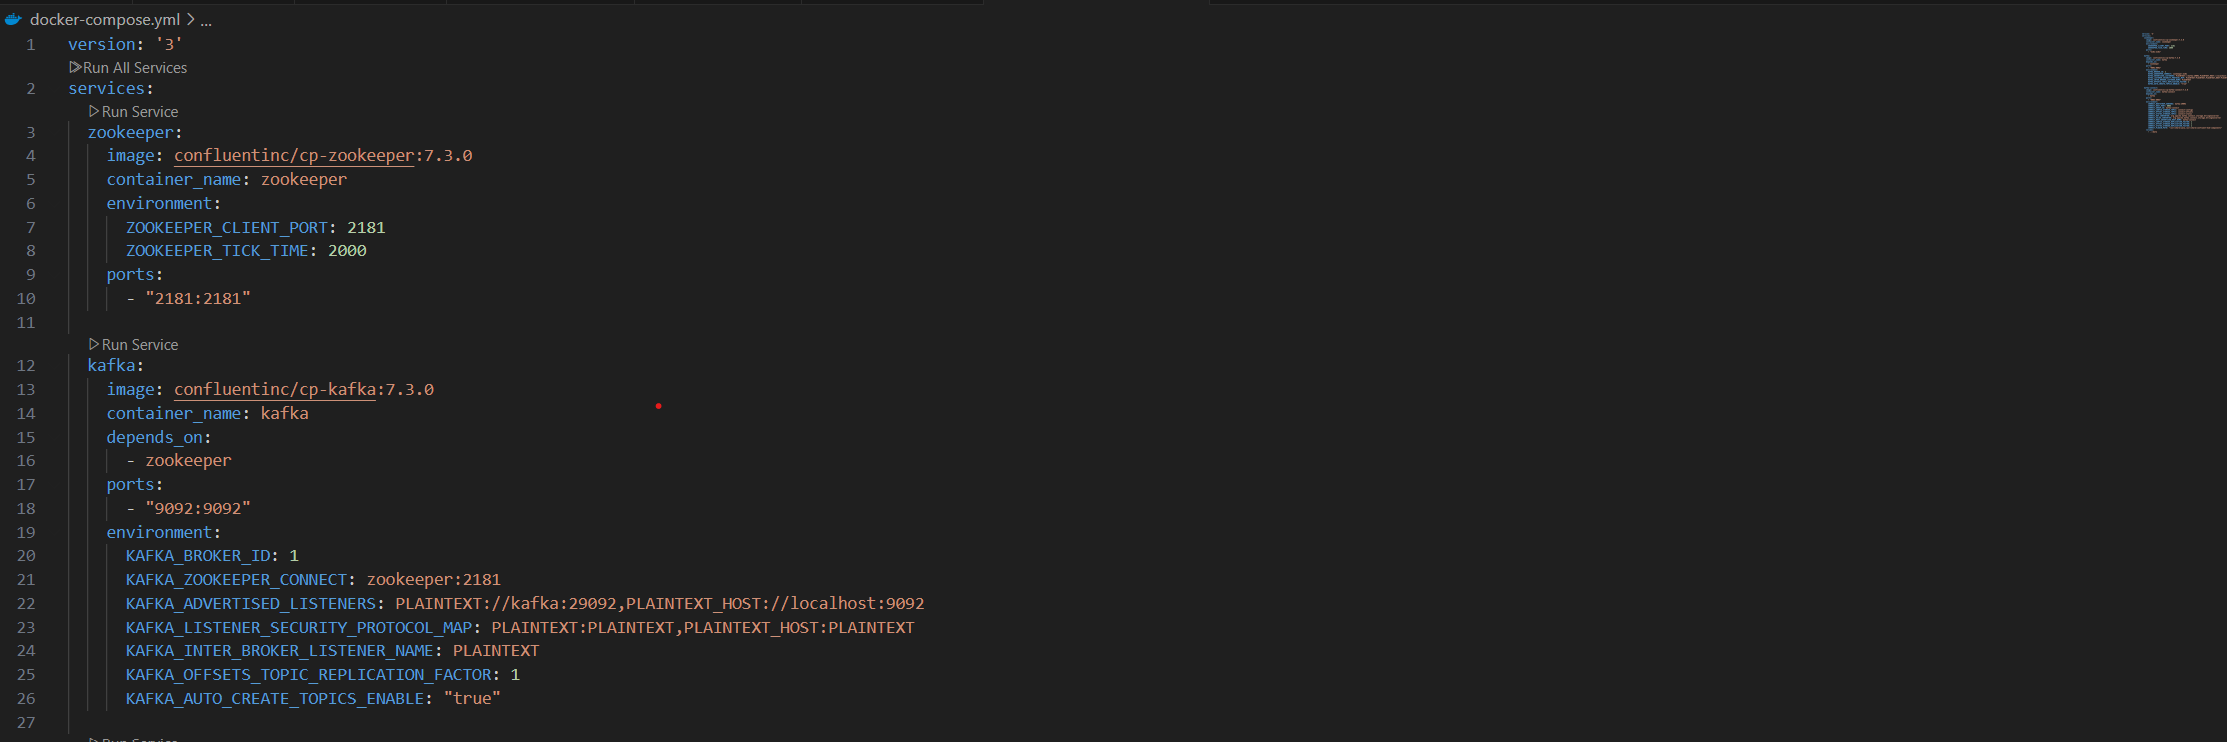 docker-compose.yml > ...
1 version: '3'
Run All Services
2 services:
Run Service
3 zookeeper:
4 image: confluentinc/cp-zookeeper:7.3.0
5 container_name: zookeeper
6 environment:
7 ZOOKEEPER_CLIENT_PORT: 2181
8 ZOOKEEPER_TICK_TIME: 2000
9 ports:
10 - "2181:2181"
11
Run Service
12 kafka:
13 image: confluentinc/cp-kafka:7.3.0
14 container_name: kafka
15 depends_on:
16 - zookeeper
17 ports:
18 - "9092:9092"
19 environment:
20 KAFKA_BROKER_ID: 1
21 KAFKA_ZOOKEEPER_CONNECT: zookeeper:2181
22 KAFKA_ADVERTISED_LISTENERS: PLAINTEXT://kafka:29092,PLAINTEXT_HOST://localhost:9092
23 KAFKA_LISTENER_SECURITY_PROTOCOL_MAP: PLAINTEXT:PLAINTEXT,PLAINTEXT_HOST:PLAINTEXT
24 KAFKA_INTER_BROKER_LISTENER_NAME: PLAINTEXT
25 KAFKA_OFFSETS_TOPIC_REPLICATION_FACTOR: 1
26 KAFKA_AUTO_CREATE_TOPICS_ENABLE: "true"
27